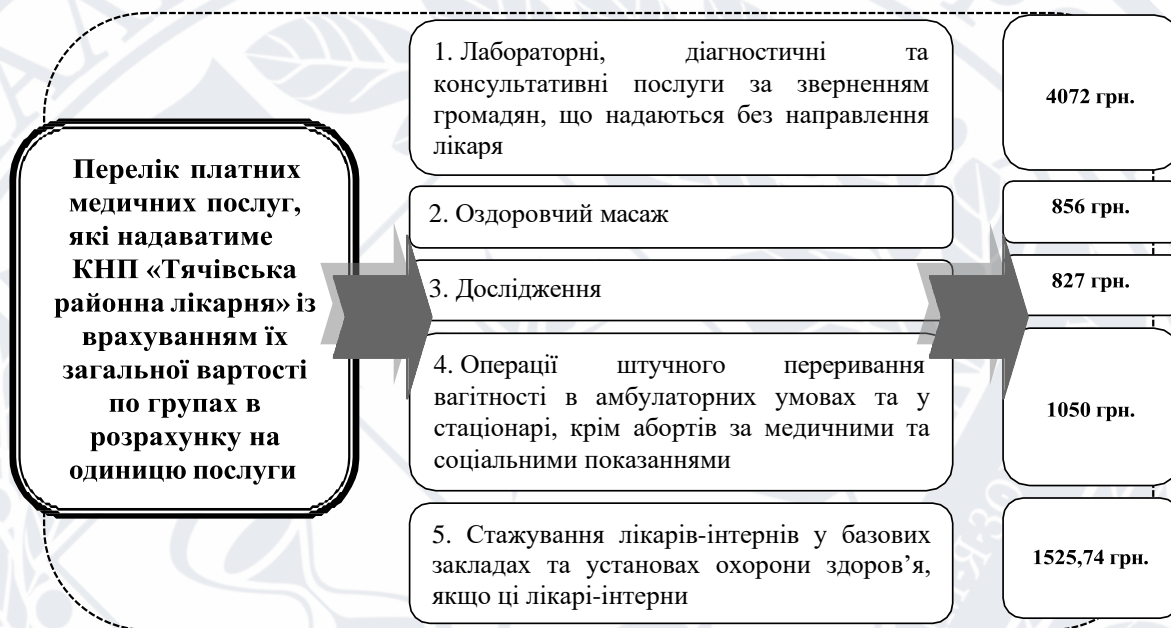 Перелік платних
медичних послуг,
які надаватиме
КНП «Тячівська
районна лікарня» із
врахуванням їх
загальної вартості
по групах в
розрахунку на
одиницю послуги
1. Лабораторні, діагностичні та
консультативні послуги за зверненням
громадян, що надаються без направлення
лікаря
4072 грн.
2. Оздоровчий масаж
856 грн.
3. Дослідження
827 грн.
4. Операції штучного переривання
вагітності в амбулаторних умовах та у
стаціонарі, крім абортів за медичними та
соціальними показаннями
1050 грн.
5. Стажування лікарів-інтернів у базових
закладах та установах охорони здоров’я,
якщо ці лікарі-інтерни
1525,74 грн.